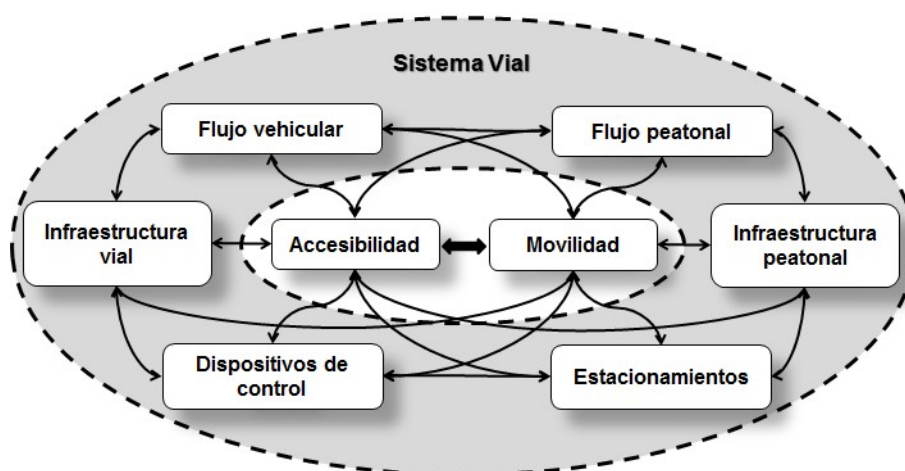 Sistema Vial
Flujo vehicular
Flujo peatonal
Infraestructura
vial
Accesibilidad
Movilidad
Infraestructura
peatonal
Dispositivos de
control
Estacionamientos